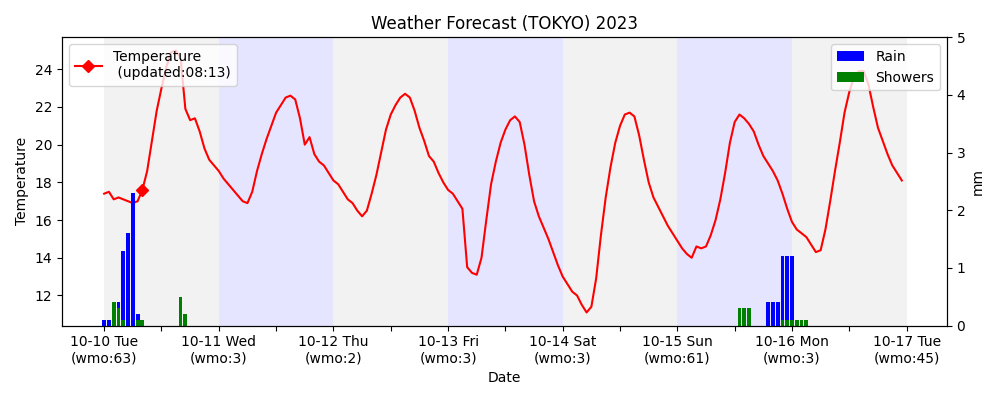 Weather Forecast (TOKYO) 2023
Temperature
(updated:08:13)
Rain
Showers
24
22
20
18
16
14
12
Temperature
5
4
3
2
1
0
mm
10-10 Tue
(wmo:63)
10-11 Wed
(wmo:3)
10-12 Thu
(wmo:2)
10-13 Fri
(wmo:3)
10-14 Sat
(wmo:3)
10-15 Sun
(wmo:61)
10-16 Mon
(wmo:3)
10-17 Tue
(wmo:45)
Date